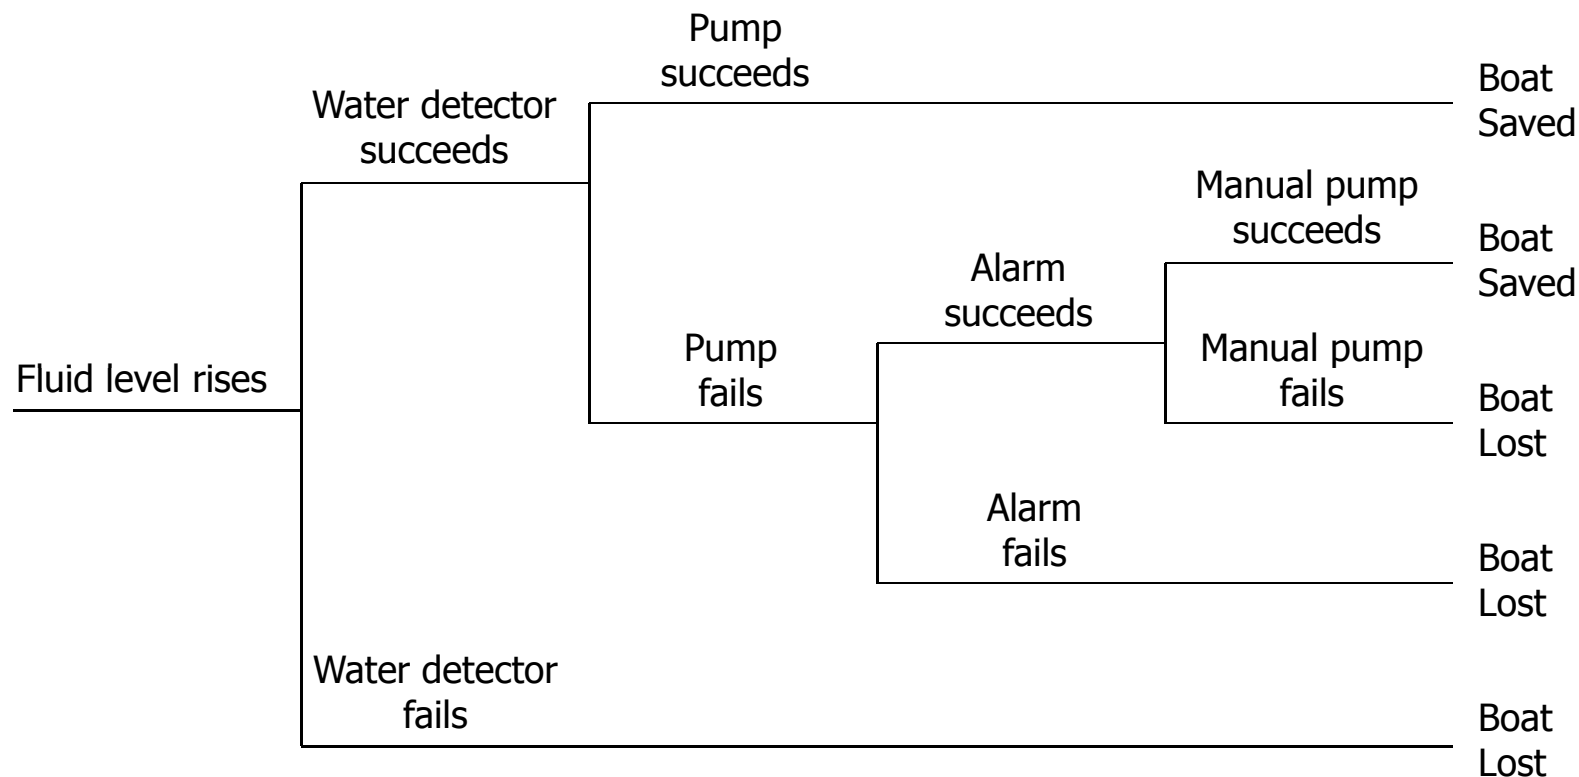 Pump
succeeds
Boat
Saved
Water detector
succeeds
Manual pump
succeeds
Boat
Saved
Alarm
succeeds
Pump
fails
Manual pump
fails
Fluid level rises
Boat
Lost
Alarm
fails
Boat
Lost
Water detector
fails
Boat
Lost